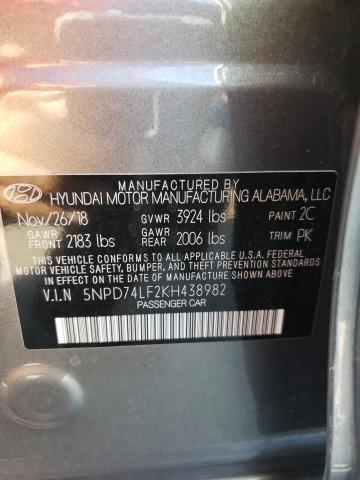 MANUFACTURED BY
HYUNDAI MOTOR MANUFACTURING ALABAMA, LLC
Nov/26/18 GVWR 3924 lbs PAINT 2C
GAWR FRONT 2183 lbs GAWR REAR 2006 lbs TRIM PK
THIS VEHICLE CONFORMS TO ALL APPLICABLE U.S.A. FEDERAL
MOTOR VEHICLE SAFETY, BUMPER, AND THEFT PREVENTION
STANDARDS IN EFFECT ON THE DATE OF MANUFACTURE SHOWN ABOVE.
V.I.N 5NPD74LF2KH438982
PASSENGER CAR